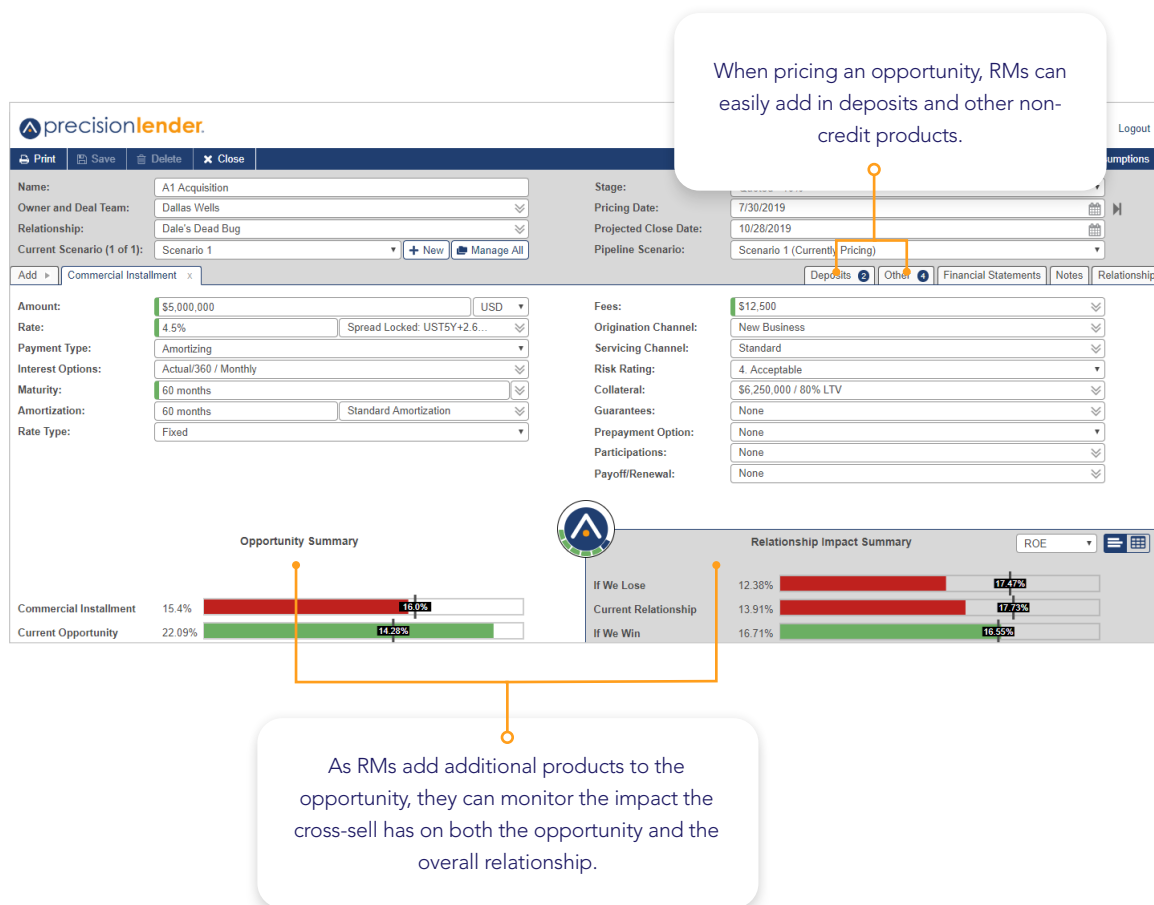 When pricing an opportunity, RMs can
easily add in deposits and other non-
credit products.
precisionlender.
Logout
Print Save Delete Close
umptions
Name: A1 Acquisition
Stage:
Owner and Deal Team: Dallas Wells
Pricing Date: 7/30/2019
Relationship: Dale's Dead Bug
Projected Close Date: 10/28/2019
Current Scenario (1 of 1): Scenario 1 + New Manage All
Pipeline Scenario: Scenario 1 (Currently Pricing)
Add Commercial Installment x
Deposits 2 Other 4 Financial Statements Notes Relationship
Amount: $5,000,000 USD
Fees: $12,500
Rate: 4.5% Spread Locked: UST5Y+2.6...
Origination Channel: New Business
Payment Type: Amortizing
Servicing Channel: Standard
Interest Options: Actual/360 / Monthly
Risk Rating: 4. Acceptable
Maturity: 60 months
Collateral: $6,250,000 / 80% LTV
Amortization: 60 months Standard Amortization
Guarantees: None
Rate Type: Fixed
Prepayment Option: None
Participations: None
Payoff/Renewal: None
Opportunity Summary
Commercial Installment 15.4% 16.0%
Current Opportunity 22.09% 14.28%
Relationship Impact Summary ROE
If We Lose 12.38% 17.47%
Current Relationship 13.91% 17.73%
If We Win 16.71% 16.55%
As RMs add additional products to the
opportunity, they can monitor the impact the
cross-sell has on both the opportunity and the
overall relationship.